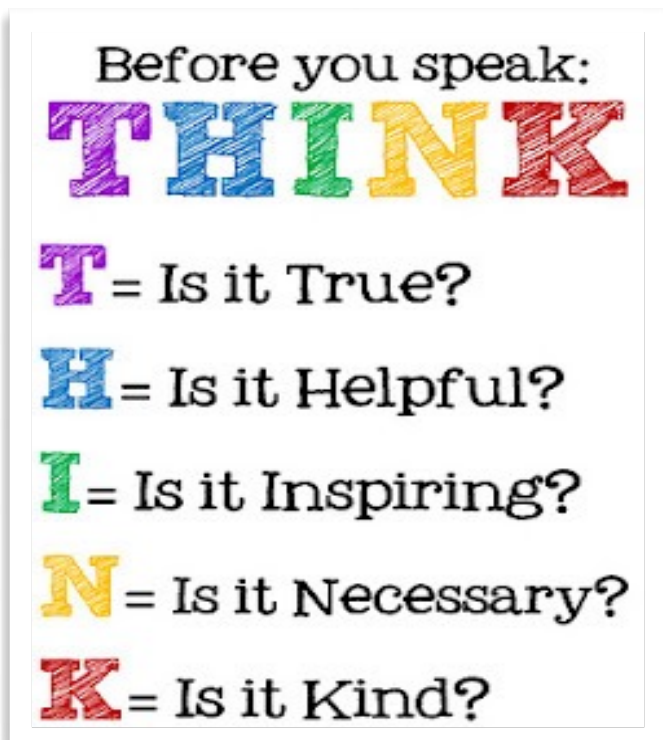 Before you speak:
THINK
T = Is it True?
H = Is it Helpful?
I = Is it Inspiring?
N = Is it Necessary?
K = Is it Kind?